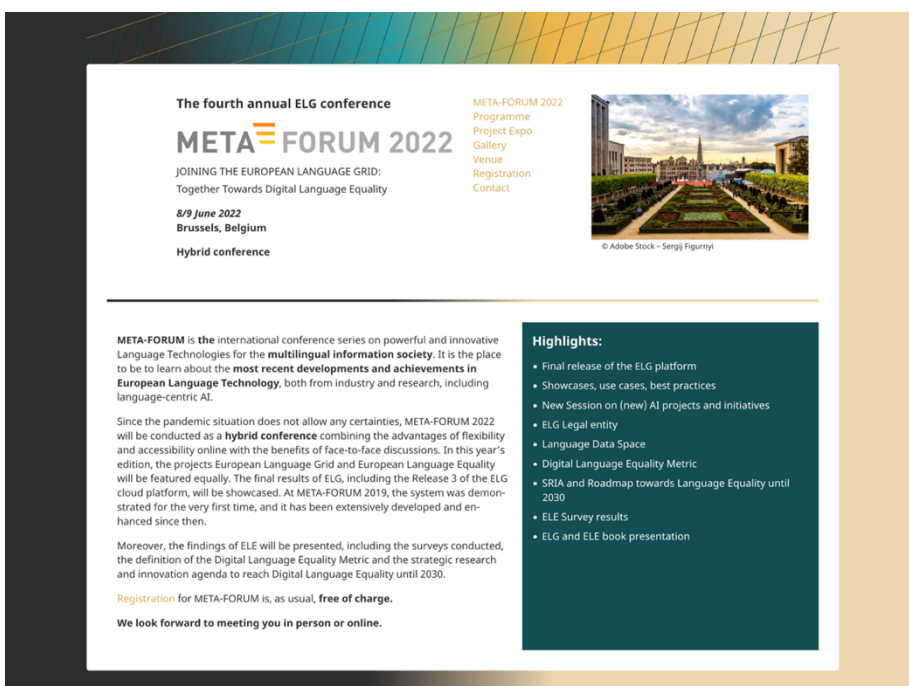 The fourth annual ELG conference
META FORUM 2022
JOINING THE EUROPEAN LANGUAGE GRID:
Together Towards Digital Language Equality
8/9 June 2022
Brussels, Belgium
Hybrid conference
META-FORUM 2022
Programme
Project Expo
Gallery
Venue
Registration
Contact
© Adobe Stock – Sergij Figurnyi
META-FORUM is the international conference series on powerful and innovative
Language Technologies for the multilingual information society. It is the place
to be to learn about the most recent developments and achievements in
European Language Technology, both from industry and research, including
language-centric AI.
Since the pandemic situation does not allow any certainties, META-FORUM 2022
will be conducted as a hybrid conference combining the advantages of flexibility
and accessibility online with the benefits of face-to-face discussions. In this year's
edition, the projects European Language Grid and European Language Equality
will be featured equally. The final results of ELG, including the Release 3 of the ELG
cloud platform, will be showcased. At META-FORUM 2019, the system was demon-
strated for the very first time, and it has been extensively developed and en-
hanced since then.
Moreover, the findings of ELE will be presented, including the surveys conducted,
the definition of the Digital Language Equality Metric and the strategic research
and innovation agenda to reach Digital Language Equality until 2030.
Registration for META-FORUM is, as usual, free of charge.
We look forward to meeting you in person or online.
Highlights:
• Final release of the ELG platform
• Showcases, use cases, best practices
• New Session on (new) AI projects and initiatives
• ELG Legal entity
• Language Data Space
• Digital Language Equality Metric
• SRIA and Roadmap towards Language Equality until
2030
• ELE Survey results
• ELG and ELE book presentation